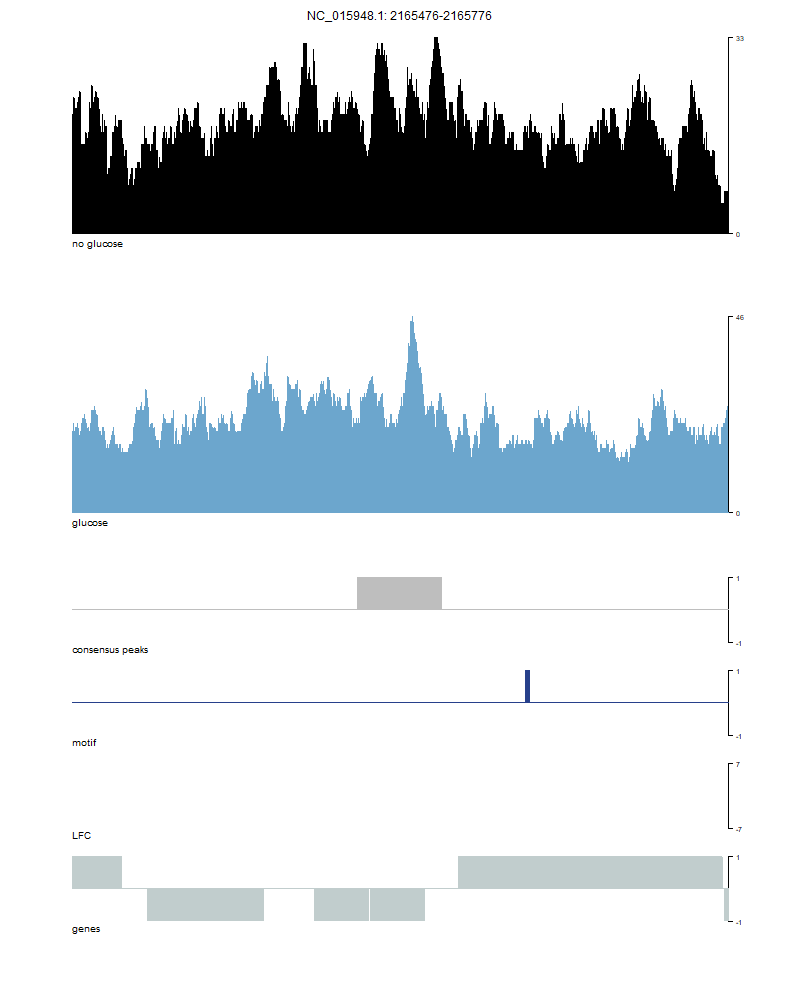 NC_015948.1: 2165476-2165776
33
0
no glucose
46
0
glucose
1
-1
consensus peaks
1
-1
motif
7
-7
LFC
1
-1
genes